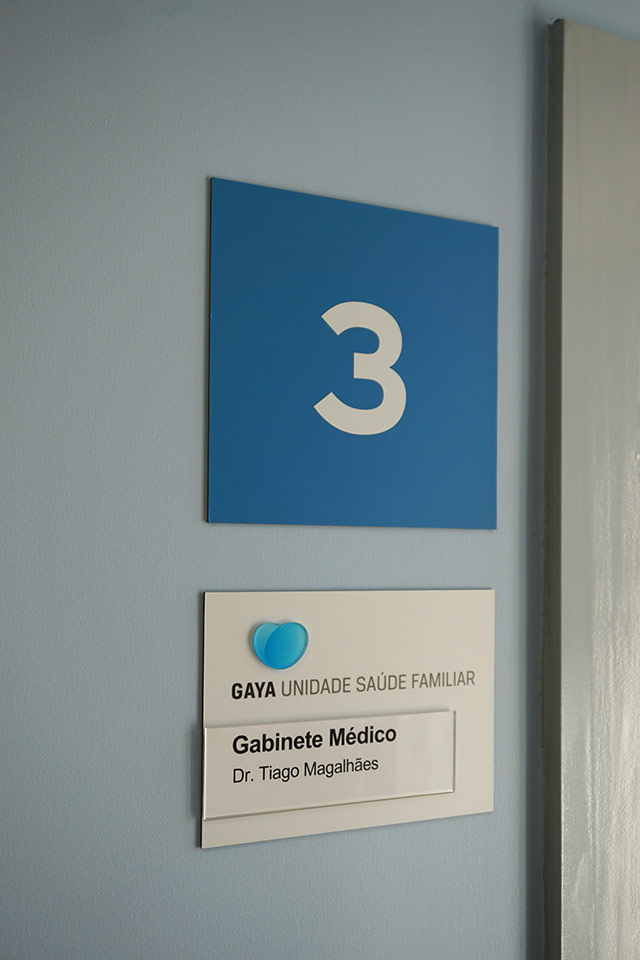 3
GAYA UNIDADE SAÚDE FAMILIAR
Gabinete Médico
Dr. Tiago Magalhães